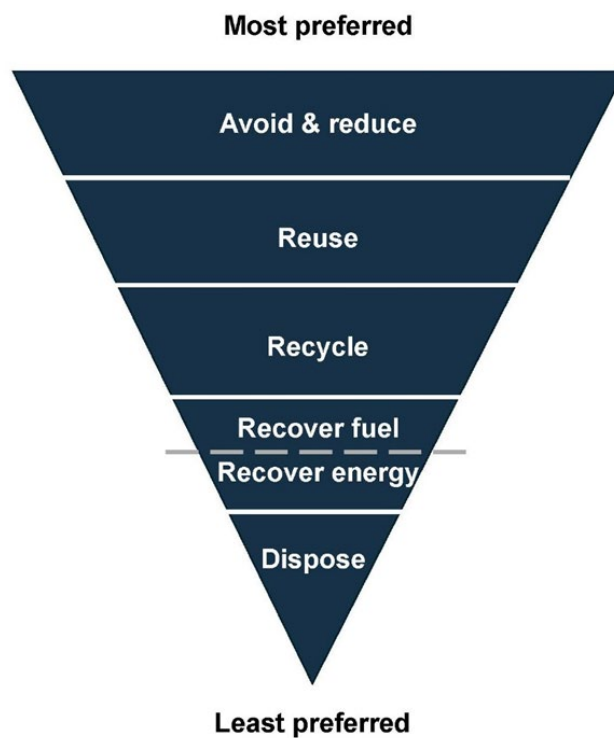 Most preferred
Avoid & reduce
Reuse
Recycle
Recover fuel
Recover energy
Dispose
Least preferred